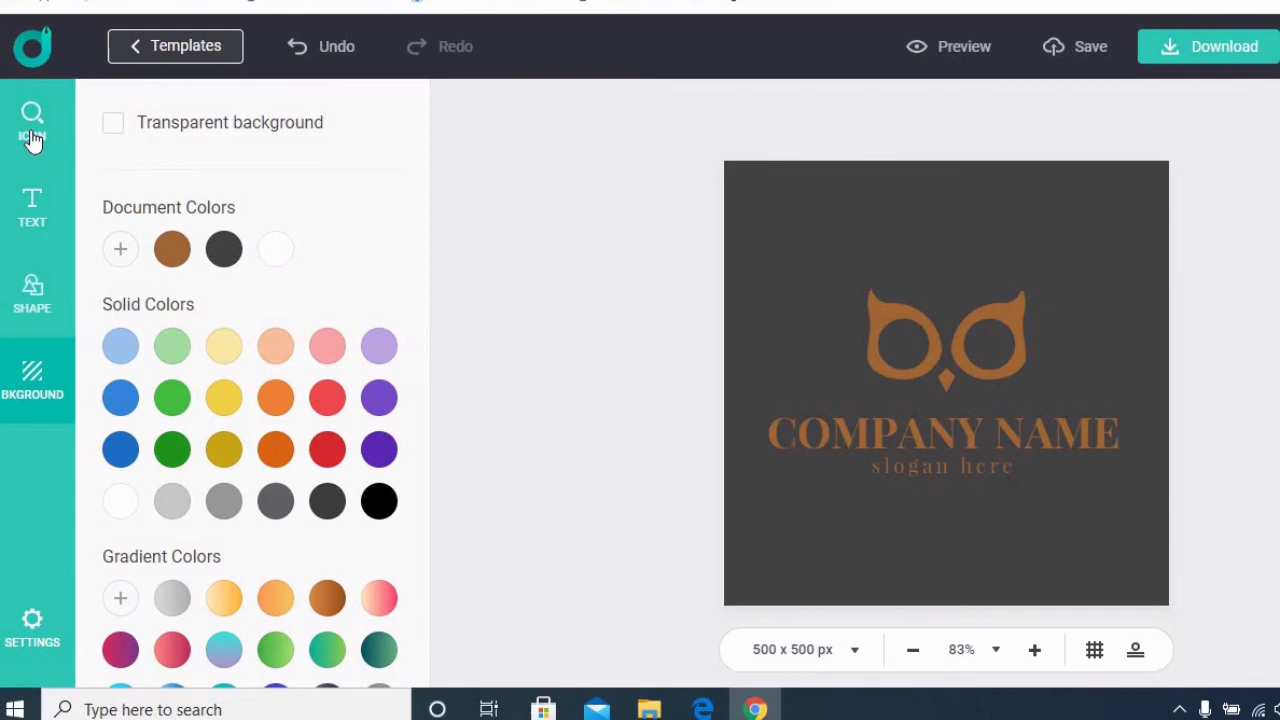 Templates
Undo
Redo
Preview
Save
Download
ICON
TEXT
SHAPE
BKGROUND
SETTINGS
Transparent background
Document Colors
Solid Colors
Gradient Colors
COMPANY NAME
slogan here
500 x 500 px
83%
Type here to search